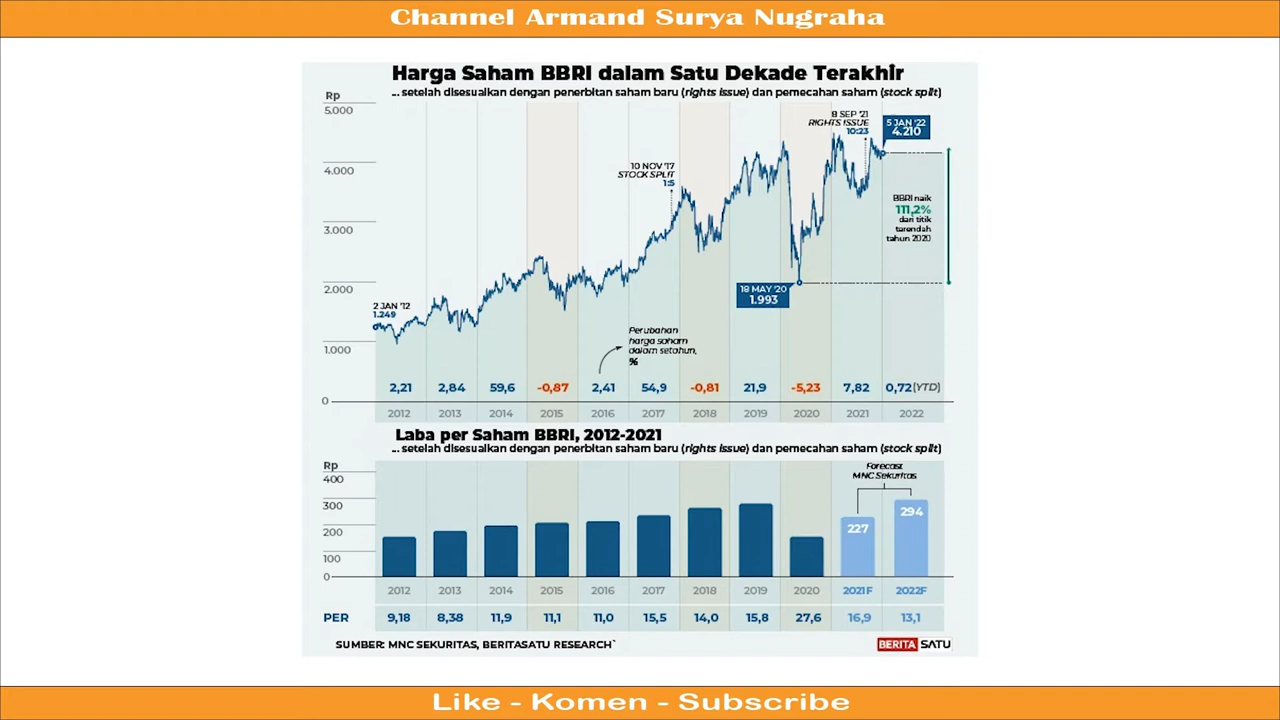 Channel Armand Surya Nugraha
Harga Saham BBRI dalam Satu Dekade Terakhir
... setelah disesuaikan dengan penerbitan saham baru (rights issue) dan pemecahan saham (stock split)
Rp
5.000
4.000
3.000
2.000
1.000
0
2 JAN '12
1.249
10 NOV '17
STOCK SPLIT
1:5
8 SEP '21
RIGHTS ISSUE
10:23
5 JAN '22
4.210
BBRI naik
111,2%
dari titik
terendah
tahun 2020
18 MAY '20
1.993
Perubahan
harga saham
dalam setahun,
%
2,21 2,84 59,6 -0,87 2,41 54,9 -0,81 21,9 -5,23 7,82 0,72(YTD)
2012 2013 2014 2015 2016 2017 2018 2019 2020 2021 2022
Laba per Saham BBRI, 2012-2021
... setelah disesuaikan dengan penerbitan saham baru (rights issue) dan pemecahan saham (stock split)
Rp
400
300
200
100
0
Forecast
MNC Sekuritas
227 294
2012 2013 2014 2015 2016 2017 2018 2019 2020 2021F 2022F
PER 9,18 8,38 11,9 11,1 11,0 15,5 14,0 15,8 27,6 16,9 13,1
SUMBER: MNC SEKURITAS, BERITASATU RESEARCH`
BERITA SATU
Like - Komen - Subscribe